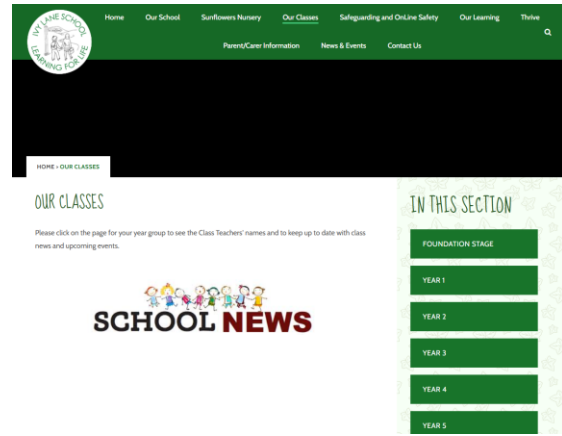 IVY LANE SCHOOL
LEARNING FOR LIFE
Home Our School Sunflowers Nursery Our Classes Safeguarding and OnLine Safety Our Learning Thrive
Parent/Carer Information News & Events Contact Us
HOME > OUR CLASSES
OUR CLASSES
Please click on the page for your year group to see the Class Teachers' names and to keep up to date with class
news and upcoming events.
SCHOOL NEWS
IN THIS SECTION
FOUNDATION STAGE
YEAR 1
YEAR 2
YEAR 3
YEAR 4
YEAR 5